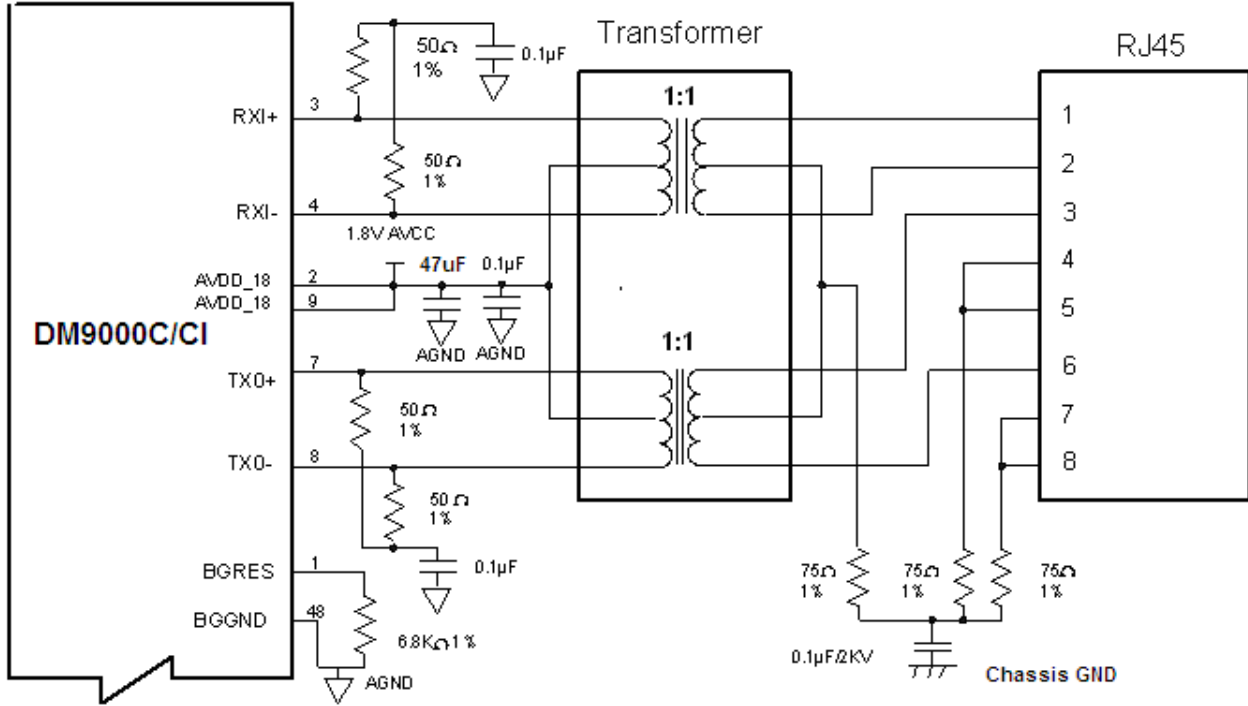 Transformer
RJ45
50Ω
1%
0.1µF
1:1
3
RXI+
1
2
50Ω
1%
4
RXI-
3
1.8V AVCC
4
47uF
0.1µF
AVDD_18
2
AVDD_18
9
5
DM9000C/CI
AGND
AGND
1:1
7
TX0+
6
50Ω
1%
7
8
TX0-
8
50Ω
1%
0.1µF
BGRES
1
75Ω
1%
75Ω
1%
75Ω
1%
BGGND
48
6.8KΩ 1%
AGND
0.1µF/2KV
Chassis GND